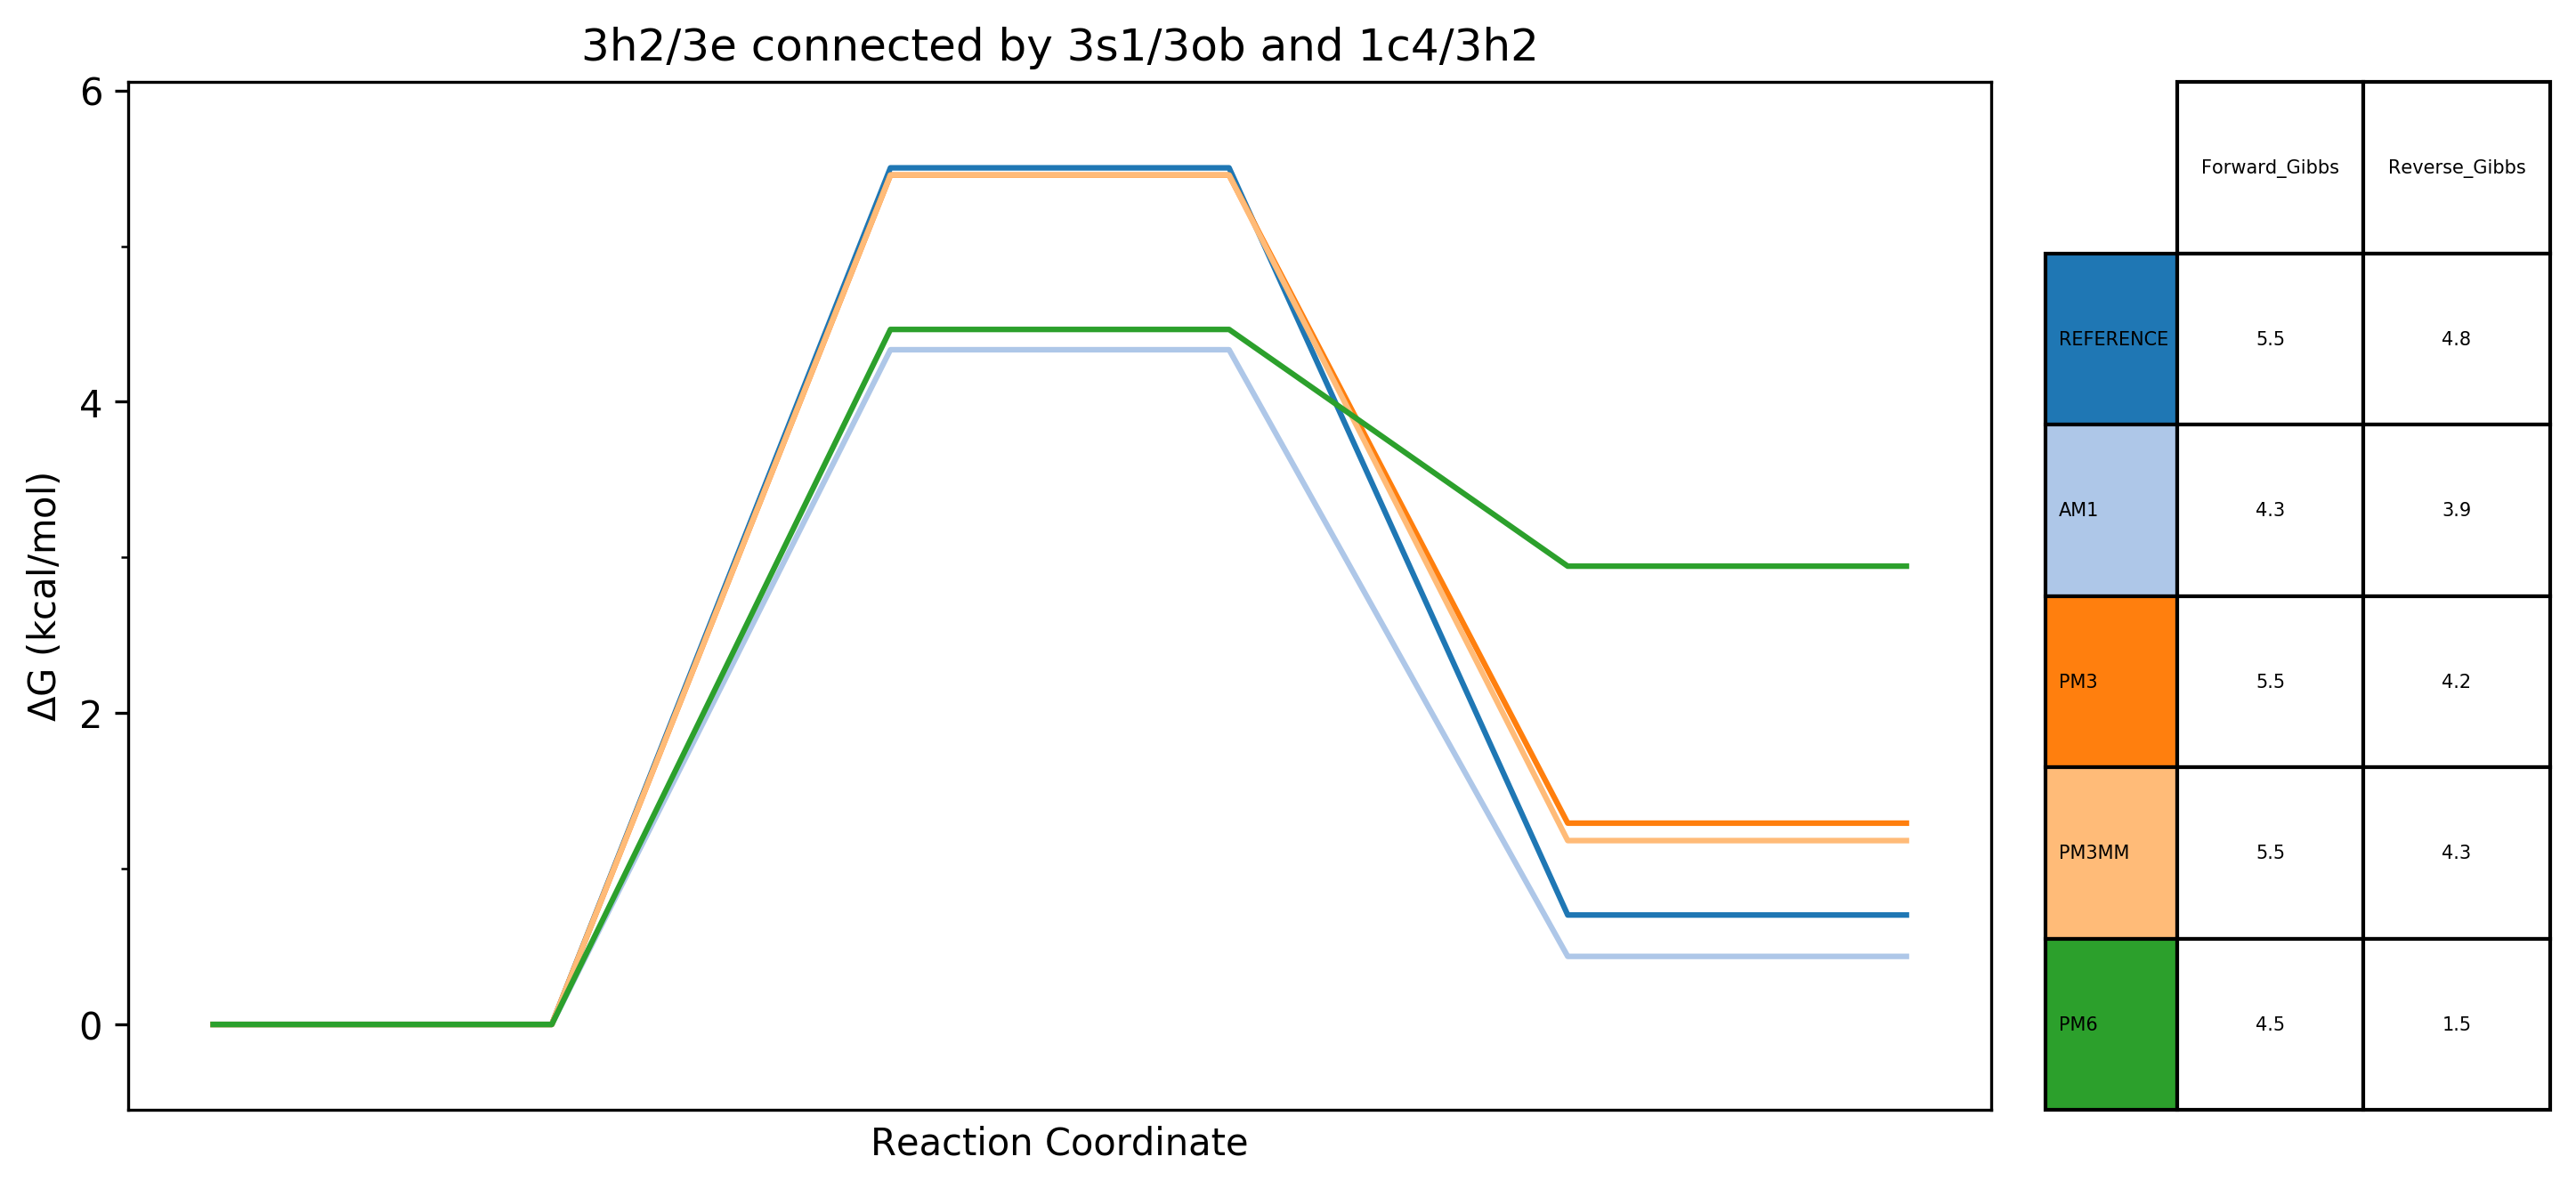 3h2/3e connected by 3s1/3ob and 1c4/3h2
6
4
2
0
ΔG (kcal/mol)
Reaction Coordinate
Forward_Gibbs Reverse_Gibbs
REFERENCE 5.5 4.8
AM1 4.3 3.9
PM3 5.5 4.2
PM3MM 5.5 4.3
PM6 4.5 1.5